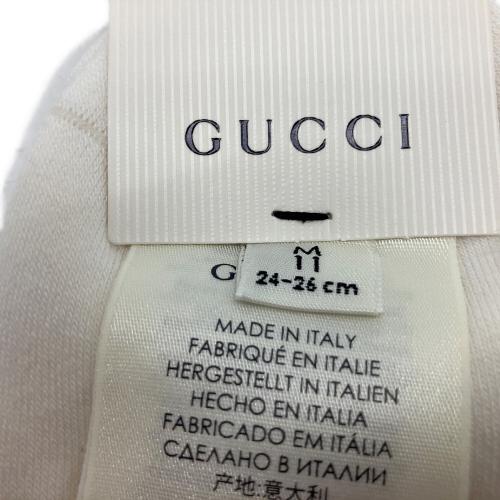 GUCCI
M
11
24-26 cm
G
MADE IN ITALY
FABRIQUÉ EN ITALIE
HERGESTELLT IN ITALIEN
HECHO EN ITALIA
FABRICADO EM ITÁLIA
СДЕЛАНО В ИТАЛИИ
产地:意大利